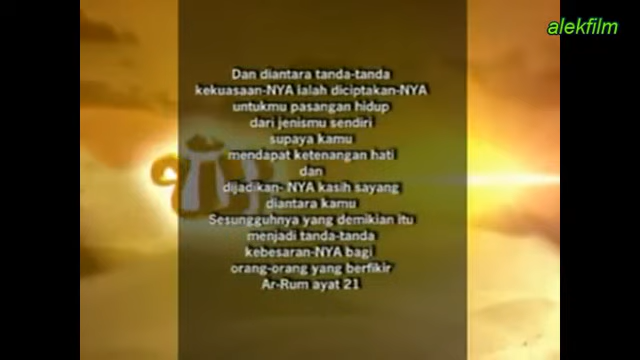 alekfilm
Dan diantara tanda-tanda
kekuasaan-NYA ialah diciptakan-NYA
untukmu pasangan hidup
dari jenismu sendiri
supaya kamu
mendapat ketenangan hati
dan
dijadikan- NYA kasih sayang
diantara kamu
Sesungguhnya yang demikian itu
menjadi tanda-tanda
kebesaran-NYA bagi
orang-orang yang berfikir
Ar-Rum ayat 21